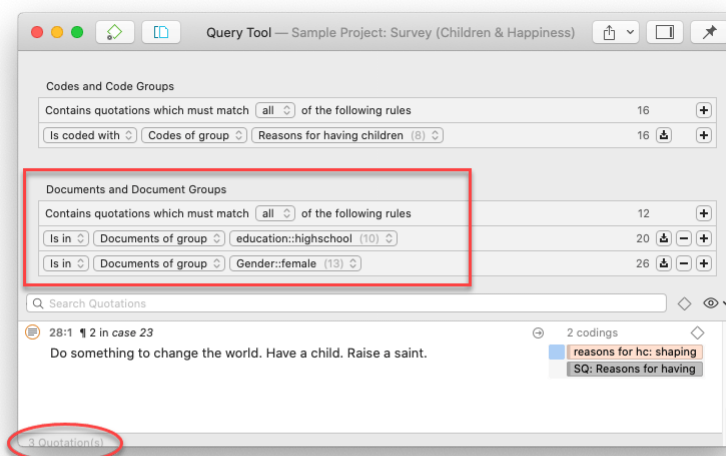 Query Tool — Sample Project: Survey (Children & Happiness)
Codes and Code Groups
Contains quotations which must match all of the following rules 16
Is coded with Codes of group Reasons for having children (8) 16
Documents and Document Groups
Contains quotations which must match all of the following rules 12
Is in Documents of group education::highschool (10) 20
Is in Documents of group Gender::female (13) 26
Search Quotations
28:1 ¶ 2 in case 23 2 codings
Do something to change the world. Have a child. Raise a saint. reasons for hc: shaping
SQ: Reasons for having
3 Quotation(s)